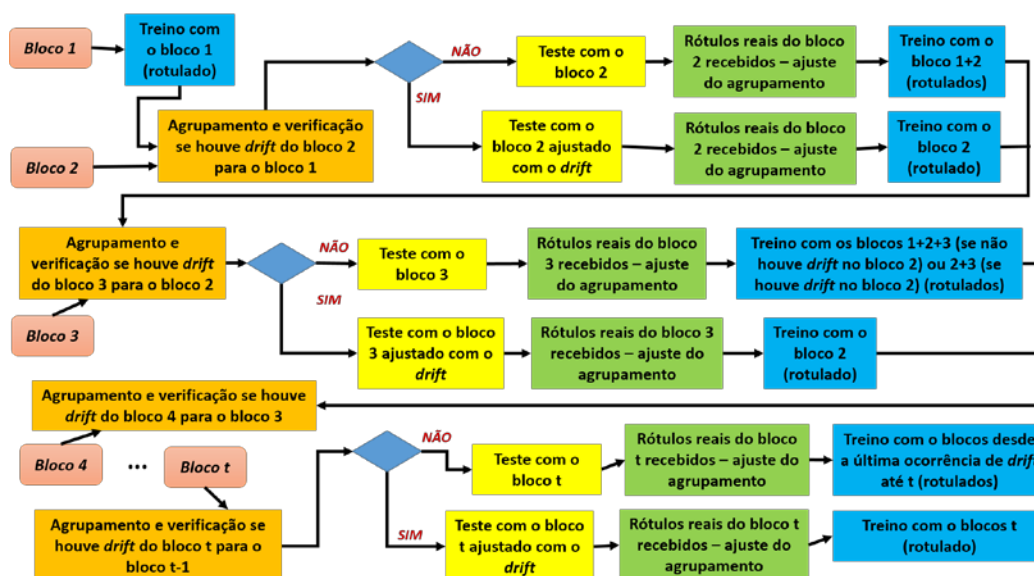 Bloco 1
Treino com
o bloco 1
(rotulado)
NÃO
SIM
Teste com o
bloco 2
Rótulos reais do bloco
2 recebidos – ajuste
do agrupamento
Treino com o
bloco 1+2
(rotulados)
Bloco 2
Agrupamento e verificação
se houve drift do bloco 2
para o bloco 1
Teste com o
bloco 2 ajustado
com o drift
Rótulos reais do bloco
2 recebidos – ajuste
do agrupamento
Treino com o
bloco 2
(rotulado)
Agrupamento e
verificação se houve drift
do bloco 3 para o bloco 2
Bloco 3
NÃO
SIM
Teste com o
bloco 3
Rótulos reais do bloco
3 recebidos – ajuste
do agrupamento
Treino com os blocos 1+2+3 (se não
houve drift no bloco 2) ou 2+3 (se
houve drift no bloco 2) (rotulados)
Teste com o bloco
3 ajustado com o
drift
Rótulos reais do bloco 3
recebidos – ajuste do
agrupamento
Treino com o
bloco 2
(rotulado)
Agrupamento e verificação se houve
drift do bloco 4 para o bloco 3
Bloco 4
...
Bloco t
Agrupamento e verificação se
houve drift do bloco t para o
bloco t-1
NÃO
SIM
Teste com o
bloco t
Rótulos reais do bloco
t recebidos – ajuste do
agrupamento
Treino com o blocos desde
a última ocorrência de drift
até t (rotulados)
Teste com o bloco
t ajustado com o
drift
Rótulos reais do bloco t
recebidos – ajuste do
agrupamento
Treino com o blocos t
(rotulado)